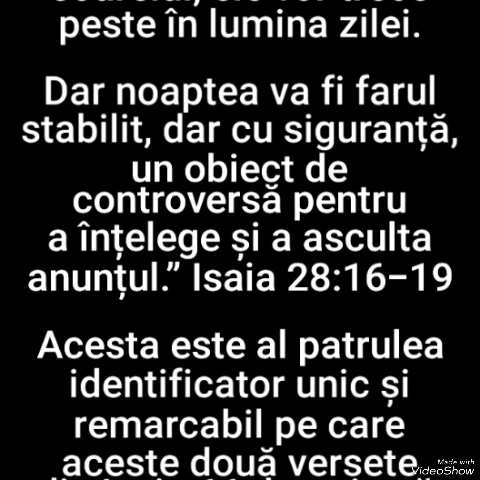 peste în lumina zilei.
Dar noaptea va fi farul
stabilit, dar cu siguranță,
un obiect de
controversă pentru
a înțelege și a asculta
anunțul.” Isaia 28:16–19
Acesta este al patrulea
identificator unic și
remarcabil pe care
aceste două versete
Made with
VideoShow